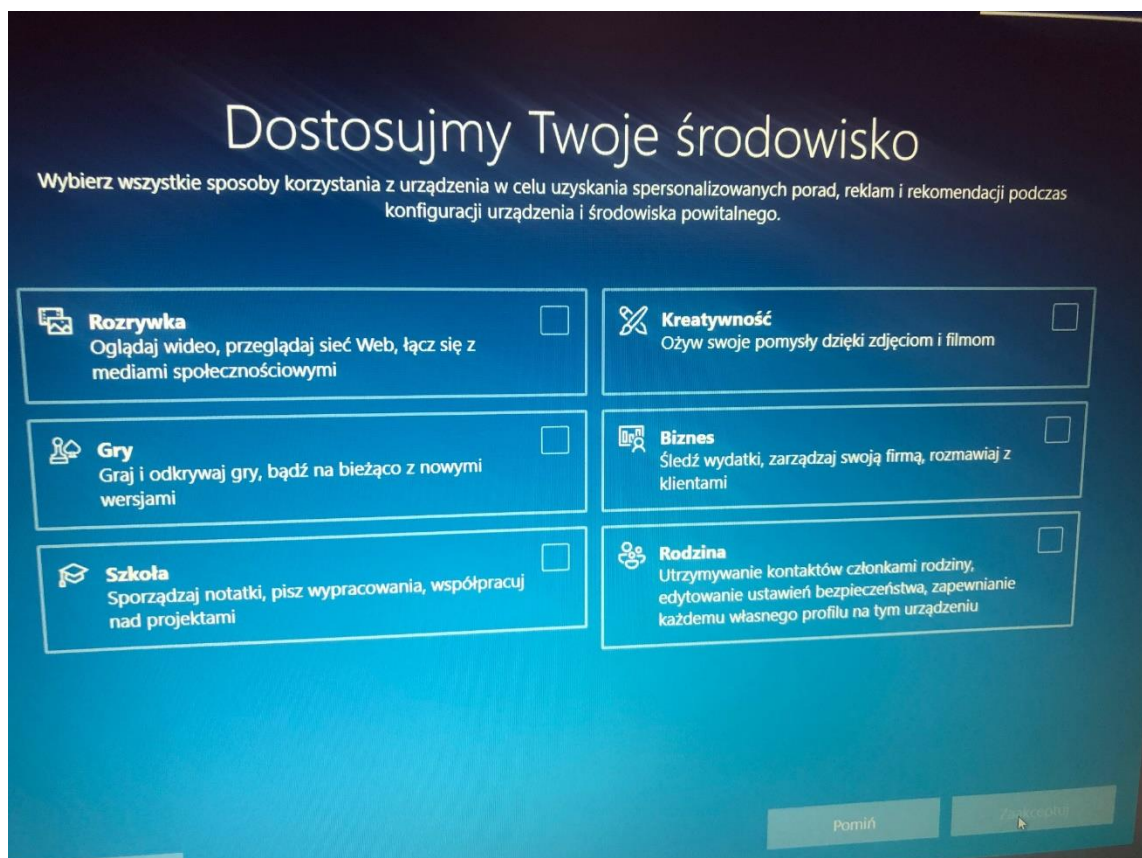 Dostosujmy Twoje środowisko
Wybierz wszystkie sposoby korzystania z urządzenia w celu uzyskania spersonalizowanych porad, reklam i rekomendacji podczas
konfiguracji urządzenia i środowiska powitalnego.
Rozrywka
Oglądaj wideo, przeglądaj sieć Web, łącz się z
mediami społecznościowymi
Kreatywność
Ożyw swoje pomysły dzięki zdjęciom i filmom
Gry
Graj i odkrywaj gry, bądź na bieżąco z nowymi
wersjami
Biznes
Śledź wydatki, zarządzaj swoją firmą, rozmawiaj z
klientami
Szkoła
Sporządzaj notatki, pisz wypracowania, współpracuj
nad projektami
Rodzina
Utrzymywanie kontaktów członkami rodziny,
edytowanie ustawień bezpieczeństwa, zapewnianie
każdemu własnego profilu na tym urządzeniu
Pomiń
Zaakceptuj